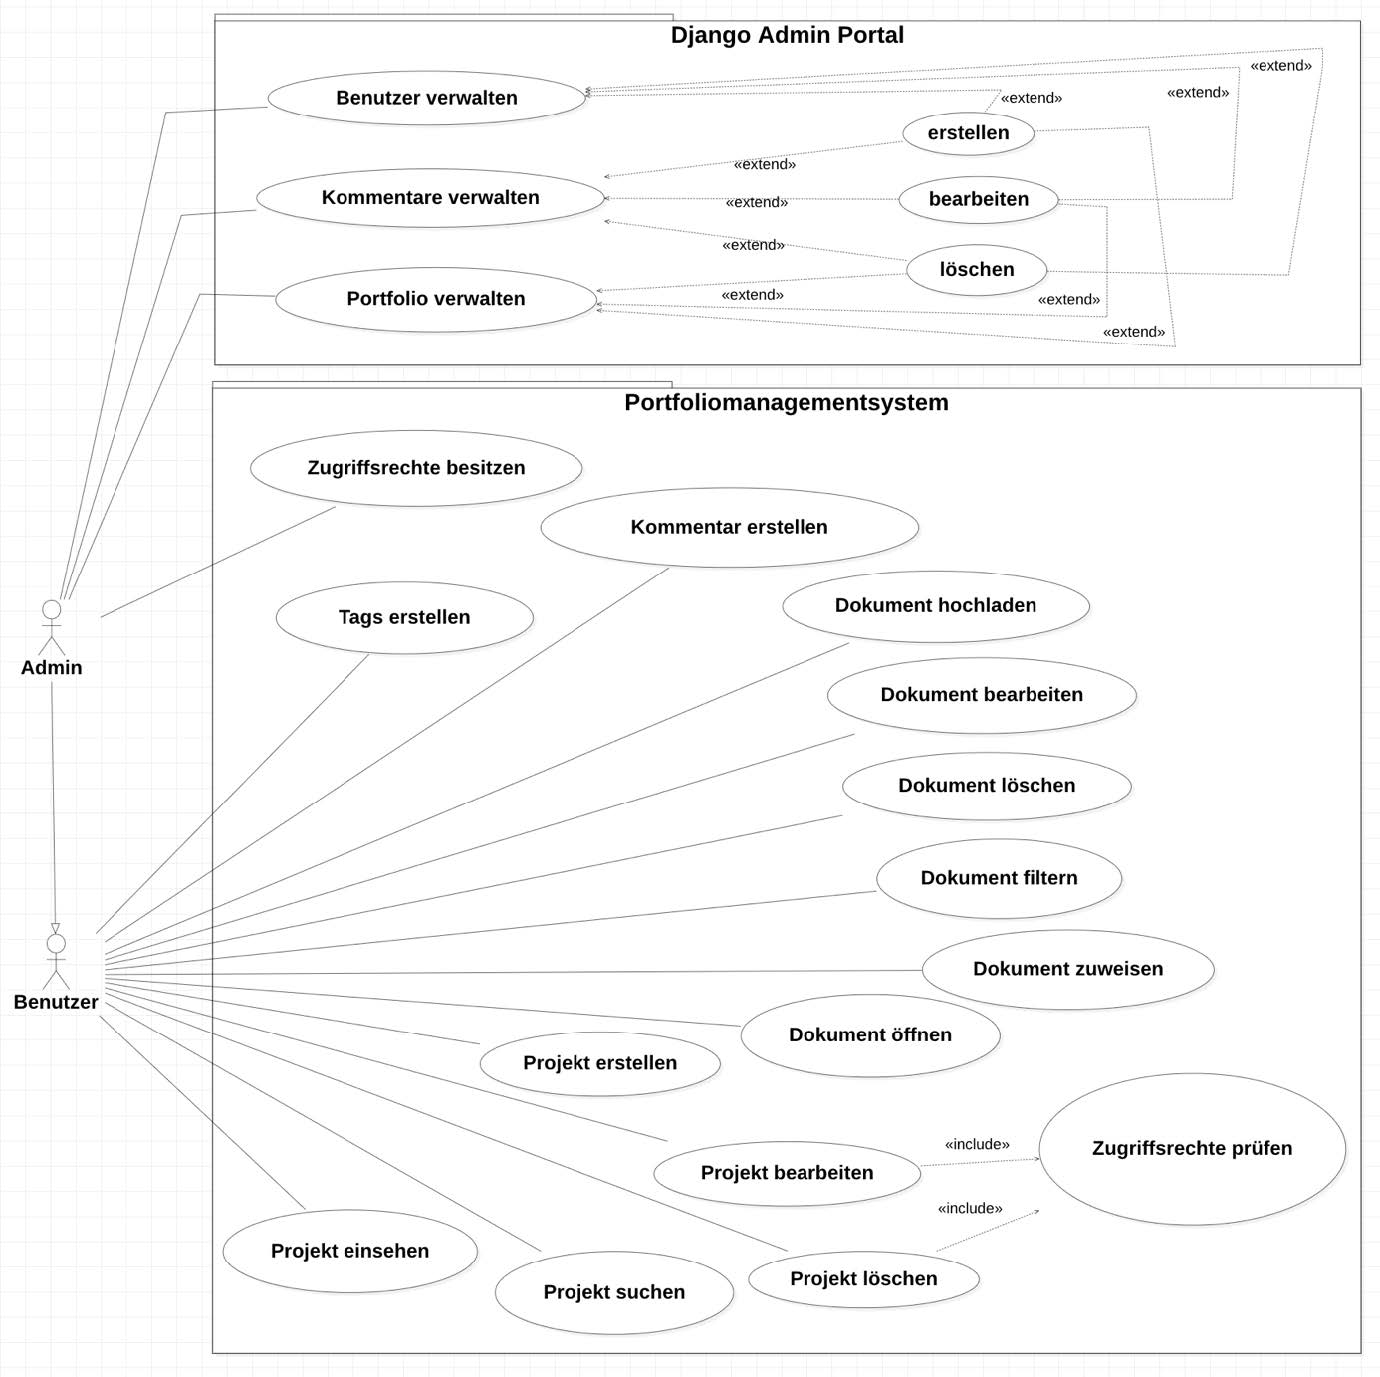 Django Admin Portal
«extend»
Benutzer verwalten
«extend»
«extend»
erstellen
«extend»
Kommentare verwalten
«extend»
bearbeiten
«extend»
löschen
Portfolio verwalten
«extend»
«extend»
«extend»
Portfoliomanagementsystem
Zugriffsrechte besitzen
Kommentar erstellen
Tags erstellen
Dokument hochladen
Admin
Dokument bearbeiten
Dokument löschen
Dokument filtern
Dokument zuweisen
Benutzer
Dokument öffnen
Projekt erstellen
«include»
Zugriffsrechte prüfen
Projekt bearbeiten
«include»
Projekt einsehen
Projekt löschen
Projekt suchen